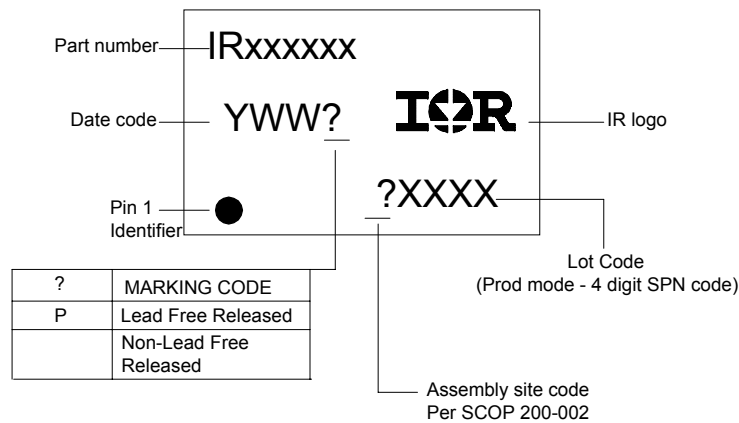 Part number
IRxxxxxx
Date code
YWW?
IOR
IR logo
?XXXX
Pin 1
Identifier
Lot Code
(Prod mode - 4 digit SPN code)
? MARKING CODE
P Lead Free Released
Non-Lead Free
Released
Assembly site code
Per SCOP 200-002